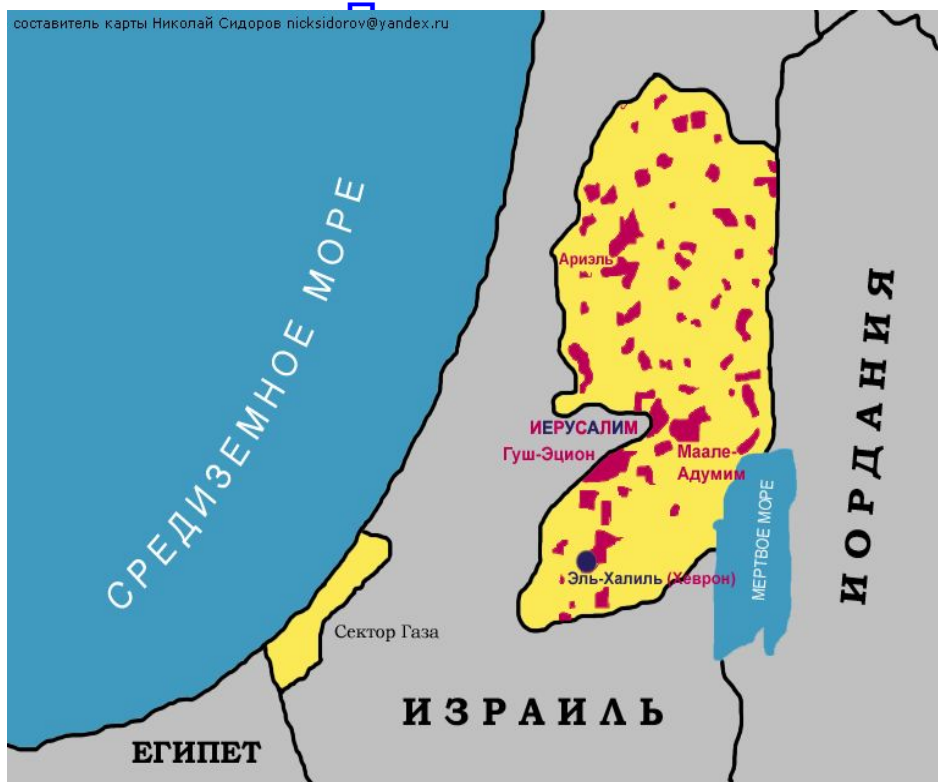 составитель карты Николай Сидоров nicksidorov@yandex.ru
СРЕДИЗЕМНОЕ МОРЕ
Ариэль
ИОРДАНИЯ
ИЕРУСАЛИМ
Гуш-Эцион
Маале-
Адумим
МЕРТВОЕ МОРЕ
Эль-Халиль (Хеврон)
Сектор Газа
ИЗРАИЛЬ
ЕГИПЕТ